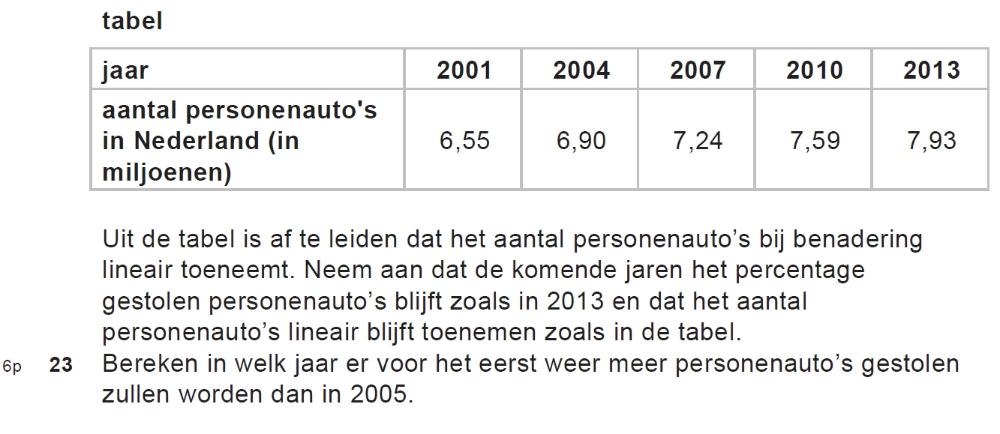 tabel
jaar 2001 2004 2007 2010 2013
aantal personenauto's
in Nederland (in 6,55 6,90 7,24 7,59 7,93
miljoenen)
Uit de tabel is af te leiden dat het aantal personenauto’s bij benadering
lineair toeneemt. Neem aan dat de komende jaren het percentage
gestolen personenauto’s blijft zoals in 2013 en dat het aantal
personenauto’s lineair blijft toenemen zoals in de tabel.
6p 23 Bereken in welk jaar er voor het eerst weer meer personenauto’s gestolen
zullen worden dan in 2005.